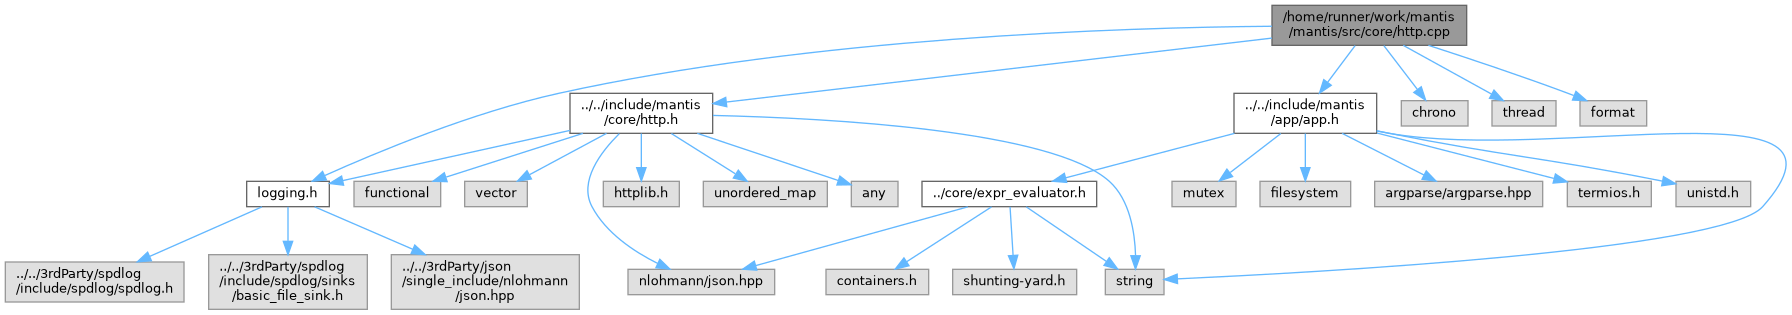 /home/runner/work/mantis
/mantis/src/core/http.cpp
../../include/mantis
/core/http.h
../../include/mantis
/app/app.h
chrono
thread
format
logging.h
functional
vector
httplib.h
unordered_map
any
../core/expr_evaluator.h
mutex
filesystem
argparse/argparse.hpp
termios.h
unistd.h
../../3rdParty/spdlog
/include/spdlog/spdlog.h
../../3rdParty/spdlog
/include/spdlog/sinks
/basic_file_sink.h
../../3rdParty/json
/single_include/nlohmann
/json.hpp
nlohmann/json.hpp
containers.h
shunting-yard.h
string